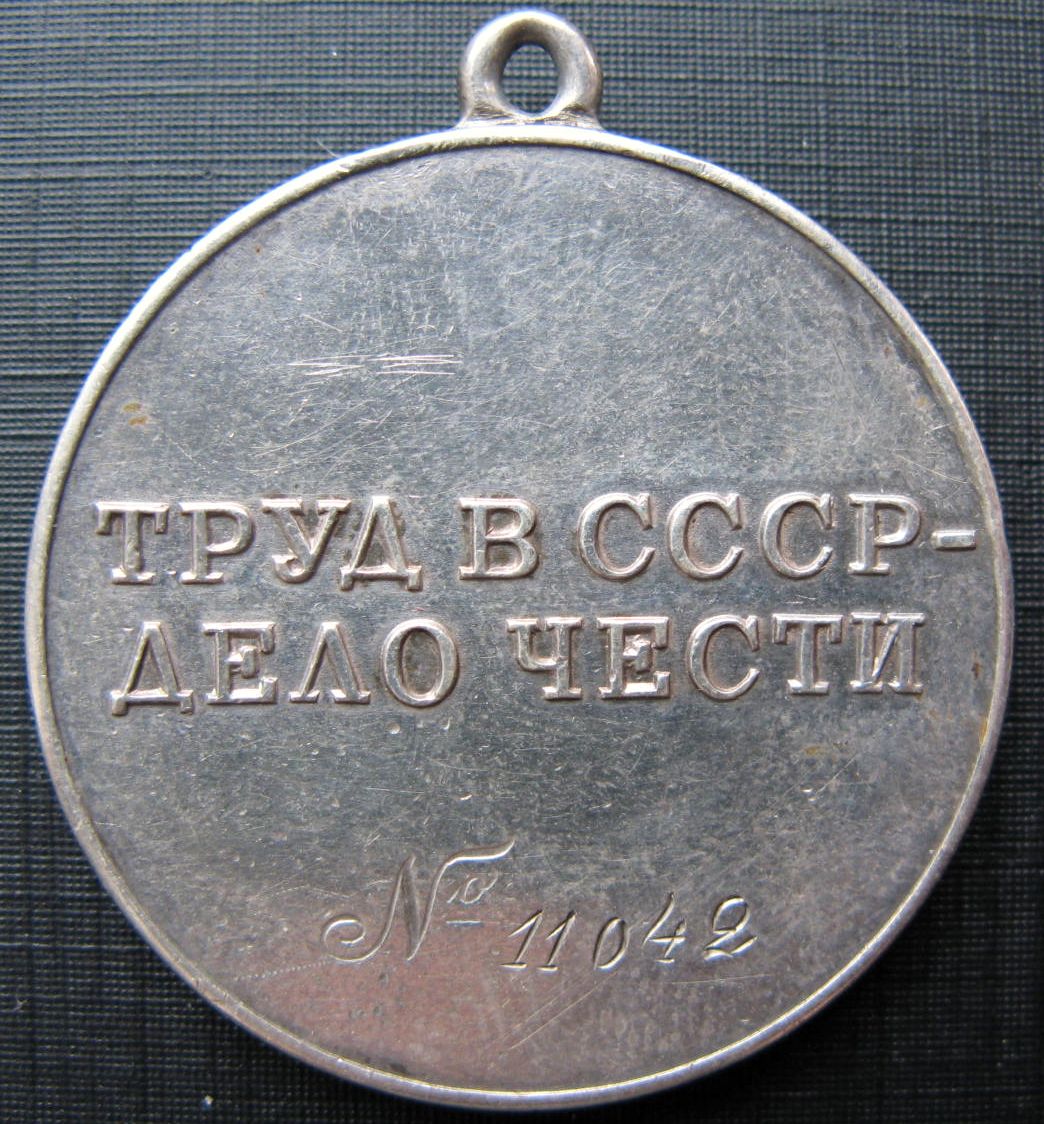 ТРУД В СССР-
ДЕЛО ЧЕСТИ
№ 11042